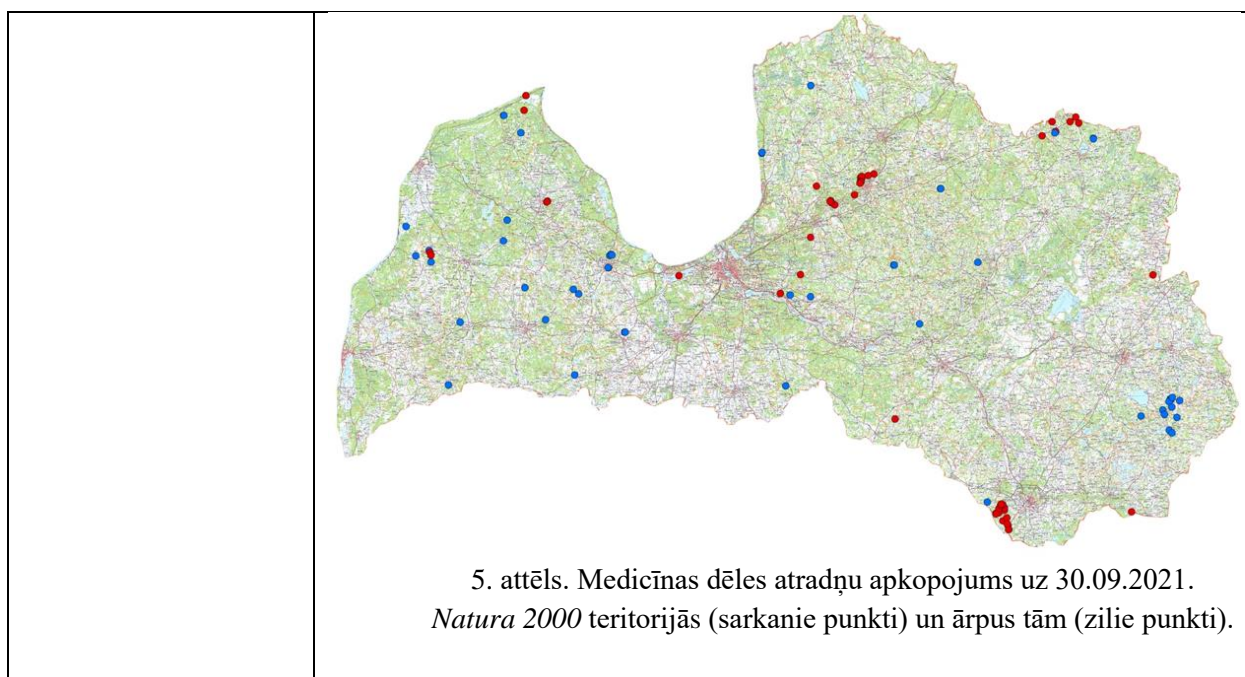 5. attēls. Medicīnas dēles atradņu apkopojums uz 30.09.2021.
Natura 2000 teritorijās (sarkanie punkti) un ārpus tām (zilie punkti).